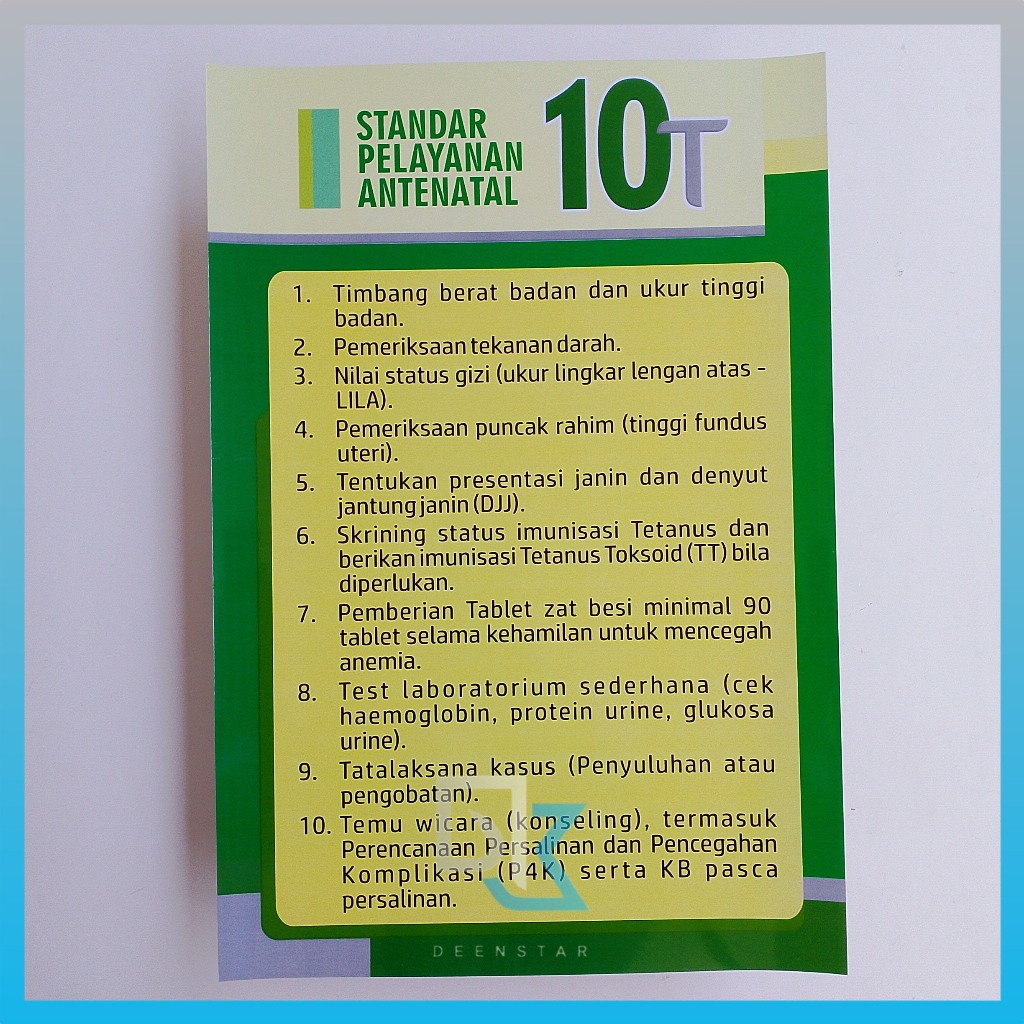 STANDAR
PELAYANAN
ANTENATAL
10T
1. Timbang berat badan dan ukur tinggi
badan.
2. Pemeriksaan tekanan darah.
3. Nilai status gizi (ukur lingkar lengan atas -
LILA).
4. Pemeriksaan puncak rahim (tinggi fundus
uteri).
5. Tentukan presentasi janin dan denyut
jantung janin (DJJ).
6. Skrining status imunisasi Tetanus dan
berikan imunisasi Tetanus Toksoid (TT) bila
diperlukan.
7. Pemberian Tablet zat besi minimal 90
tablet selama kehamilan untuk mencegah
anemia.
8. Test laboratorium sederhana (cek
haemoglobin, protein urine, glukosa
urine).
9. Tatalaksana kasus (Penyuluhan atau
pengobatan).
10. Temu wicara (konseling), termasuk
Perencanaan Persalinan dan Pencegahan
Komplikasi (P4K) serta KB pasca
persalinan.
DEENSTAR